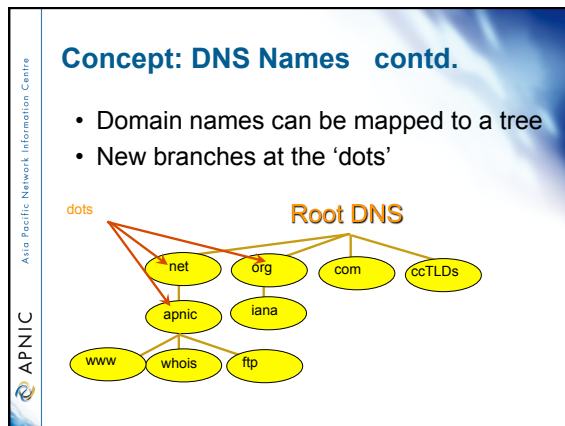 Concept: DNS Names contd.
• Domain names can be mapped to a tree
• New branches at the ‘dots’
dots
Root DNS
net
org
com
ccTLDs
apnic
iana
www
whois
ftp
Asia Pacific Network Information Centre
APNIC